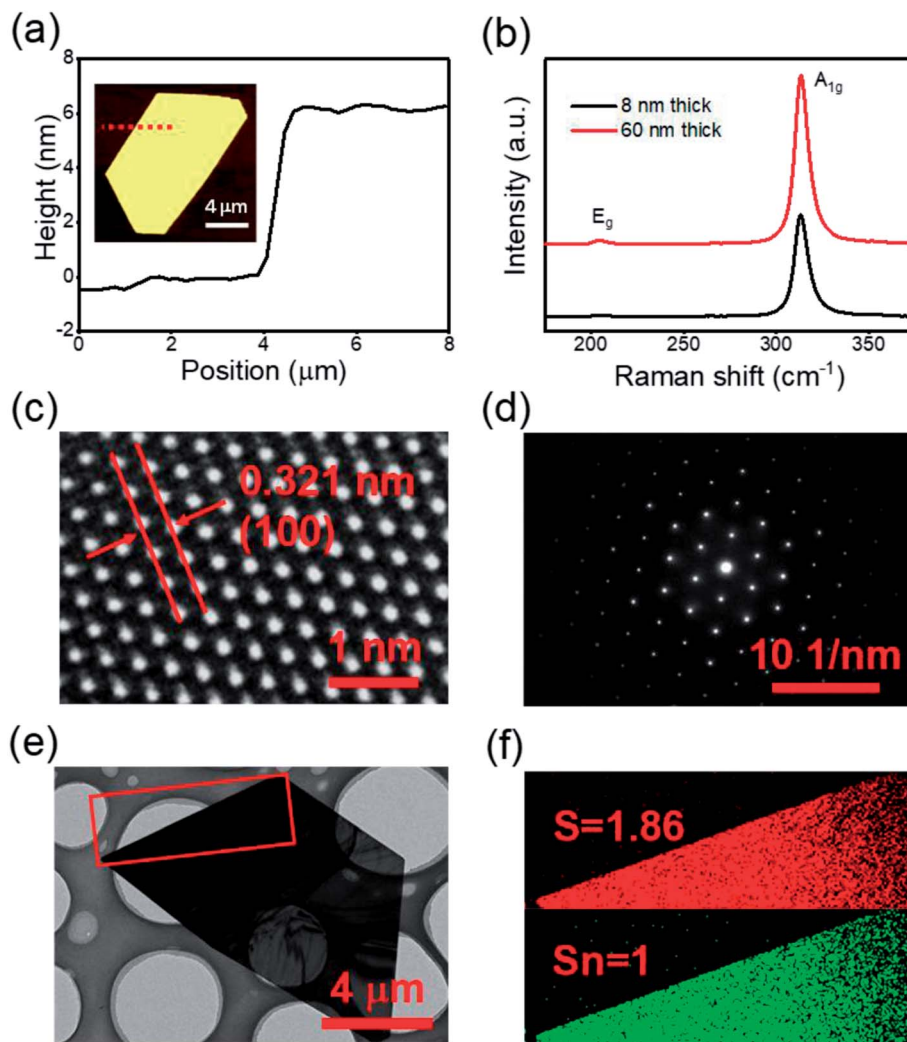 (a)
Height (nm)
8
6
4
2
0
-2
4 μm
0
2
4
6
8
Position (μm)
(b)
Intensity (a.u.)
8 nm thick
60 nm thick
A1g
Eg
200
250
300
350
Raman shift (cm-1)
(c)
0.321 nm
(100)
1 nm
(d)
10 1/nm
(e)
4 μm
(f)
S=1.86
Sn=1